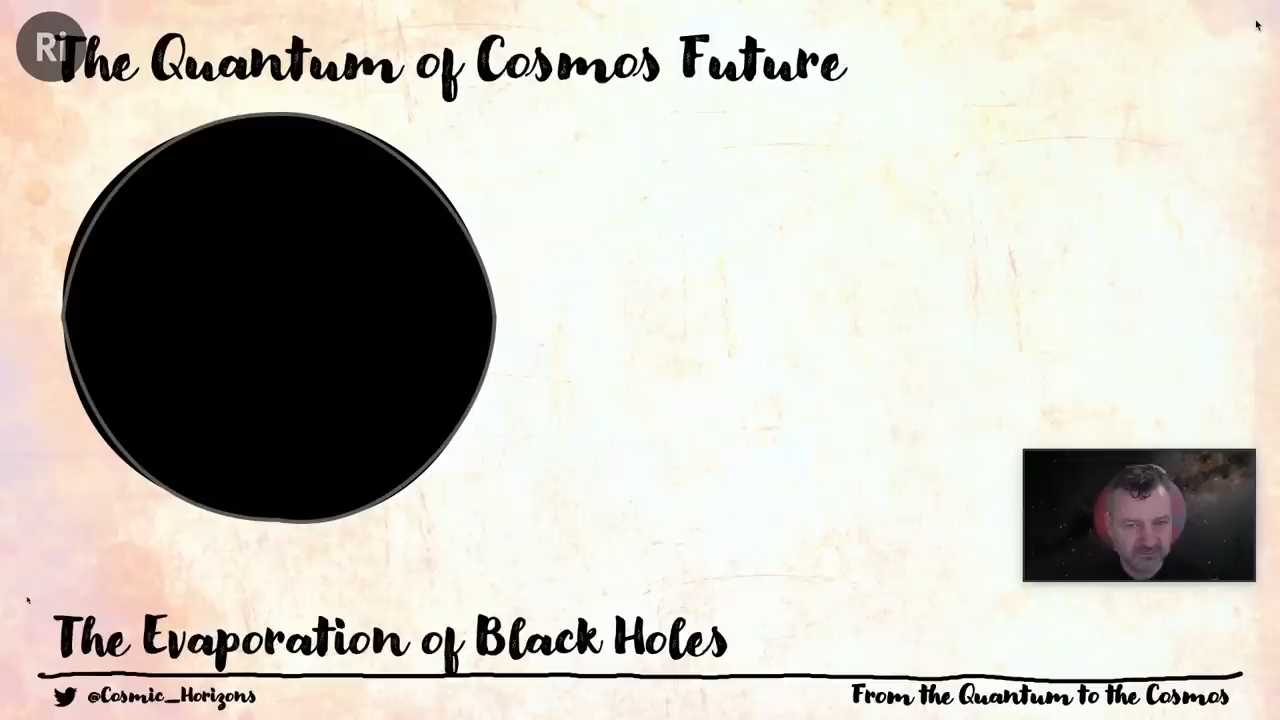 Ri
The Quantum of Cosmos Future
The Evaporation of Black Holes
@Cosmic_Horizons
From the Quantum to the Cosmos